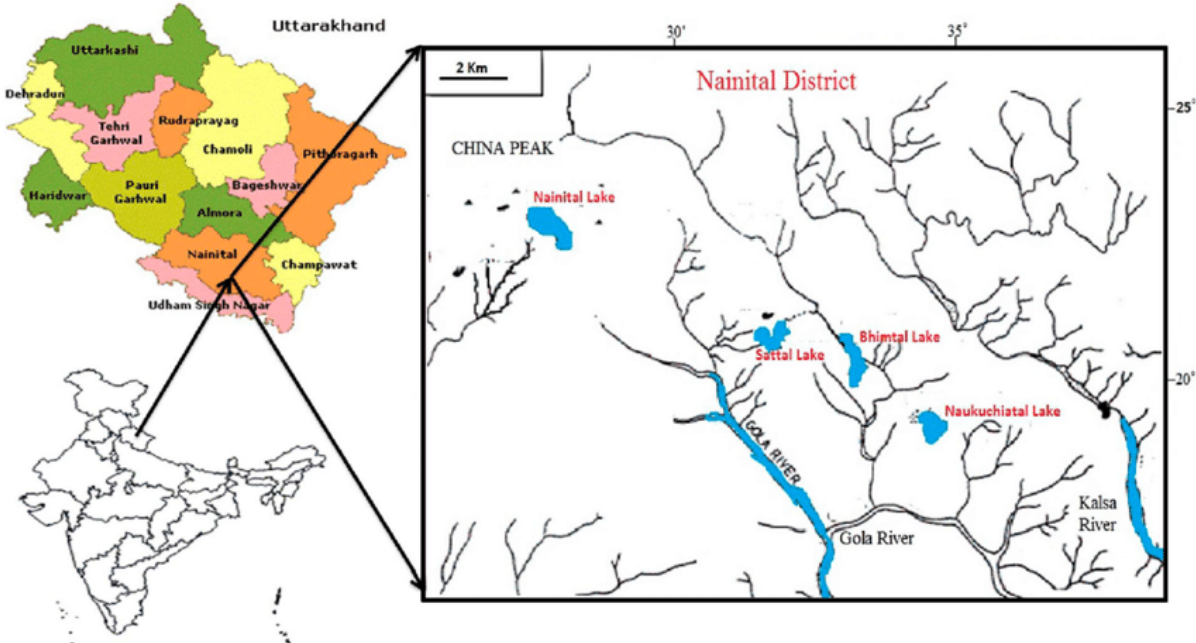 Uttarakhand
Uttarkashi
Dehradun
Tehri
Garhwal
Rudraprayag
Chamoli
Pithoragarh
Haridwar
Pauri
Garhwal
Bageshwar
Almora
Nainital
Champawat
Udham Singh Nagar
30°
35°
2 Km
Nainital District
25°
CHINA PEAK
Nainital Lake
Sattal Lake
Bhimtal Lake
20°
Naukuchiatal Lake
GOLA RIVER
Gola River
Kalsa
River